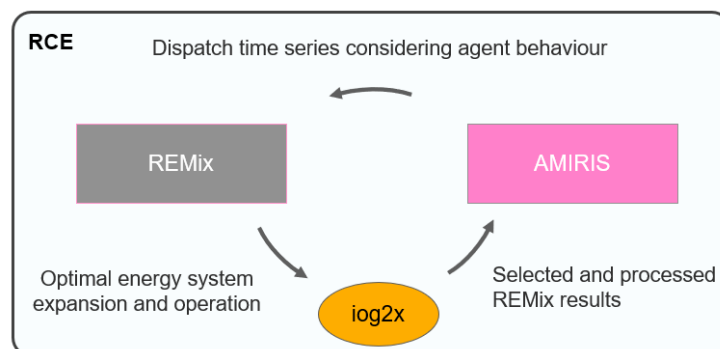 RCE
Dispatch time series considering agent behaviour
REMix
AMIRIS
Optimal energy system
expansion and operation
iog2x
Selected and processed
REMix results